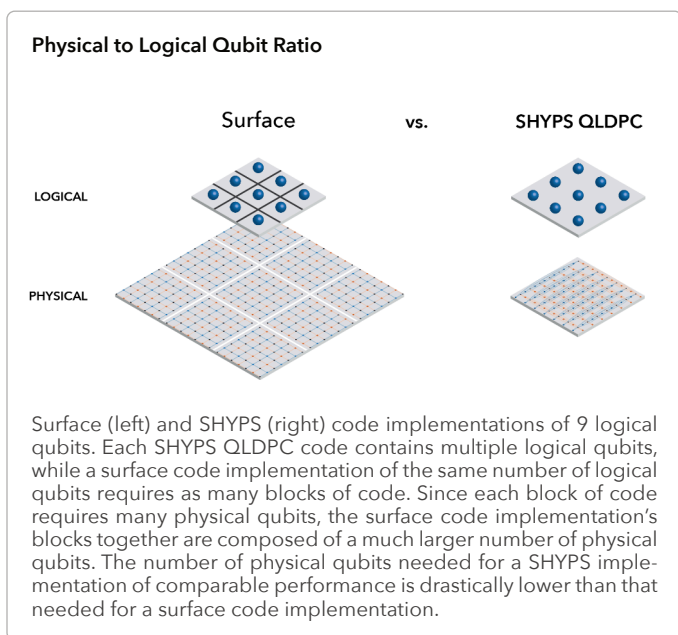 Physical to Logical Qubit Ratio
Surface vs. SHYPS QLDPC
LOGICAL
PHYSICAL
Surface (left) and SHYPS (right) code implementations of 9 logical
qubits. Each SHYPS QLDPC code contains multiple logical qubits,
while a surface code implementation of the same number of logical
qubits requires as many blocks of code. Since each block of code
requires many physical qubits, the surface code implementation’s
blocks together are composed of a much larger number of physical
qubits. The number of physical qubits needed for a SHYPS imple-
mentation of comparable performance is drastically lower than that
needed for a surface code implementation.